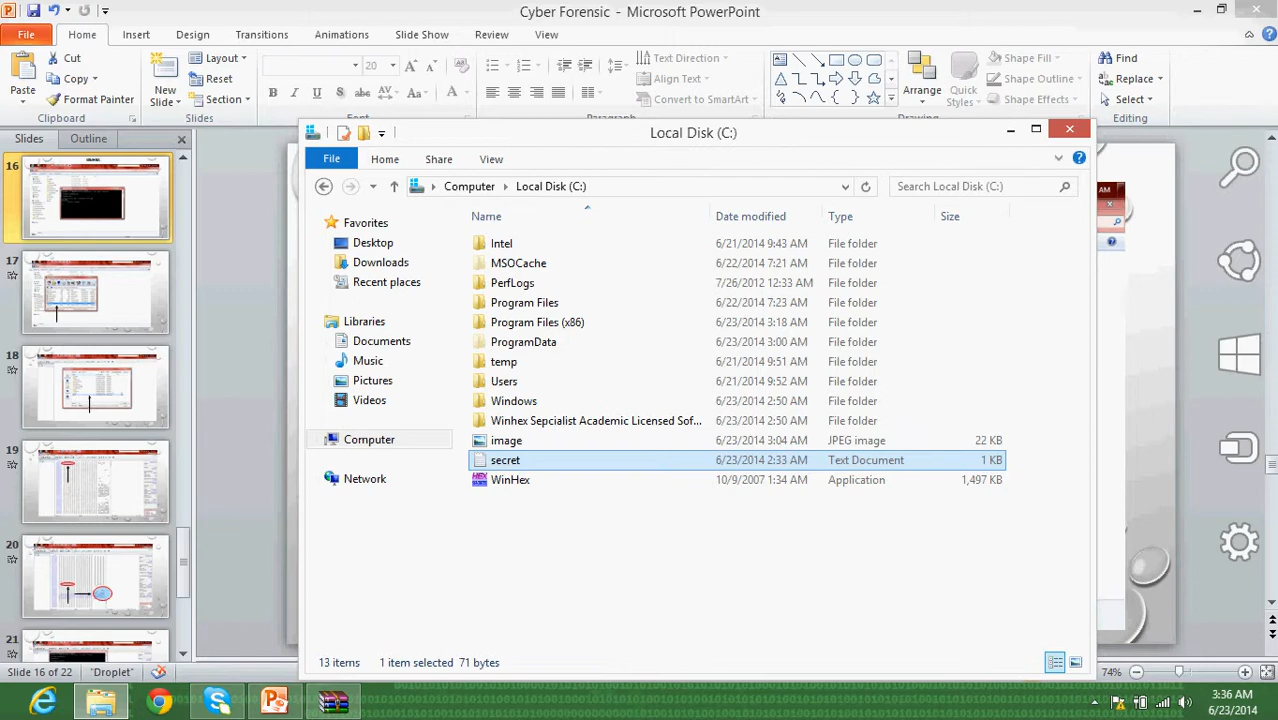 Cyber Forensic - Microsoft PowerPoint
File Home Insert Design Transitions Animations Slide Show Review View
Paste
Cut
Copy
Format Painter
Clipboard
New Slide
Layout
Reset
Section
Slides
20
B I U S abc AV Aa A
Text Direction
Align Text
Convert to SmartArt
Arrange
Quick Styles
Shape Fill
Shape Outline
Shape Effects
Find
Replace
Select
Editing
Slides Outline
16
17
18
19
20
21
Local Disk (C:)
File Home Share View
Computer Local Disk (C:)
Search Local Disk (C:)
Favorites
Desktop
Downloads
Recent places
Libraries
Documents
Music
Pictures
Videos
Computer
Network
Name Date modified Type Size
Intel 6/21/2014 9:43 AM File folder
MSOCache 6/22/2014 7:21 AM File folder
PerfLogs 7/26/2012 12:33 AM File folder
Program Files 6/22/2014 7:23 AM File folder
Program Files (x86) 6/23/2014 3:18 AM File folder
ProgramData 6/23/2014 3:00 AM File folder
temp 6/21/2014 9:51 AM File folder
Users 6/21/2014 9:52 AM File folder
Windows 6/23/2014 2:30 AM File folder
Winhex Sepcialist Academic Licensed Sof... 6/23/2014 2:50 AM File folder
image 6/23/2014 3:04 AM JPEG image 22 KB
secret 6/23/2014 2:33 AM Text Document 1 KB
WinHex 10/9/2007 1:34 AM Application 1,497 KB
13 items 1 item selected 71 bytes
AM
Slide 16 of 22 "Droplet"
74%
3:36 AM
6/23/2014